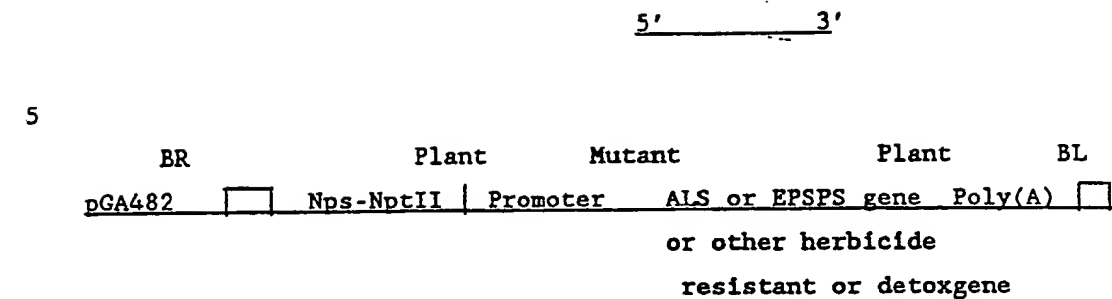 5' 3'
5
BR Plant Mutant Plant BL
pGA482 Nps-NptII Promoter ALS or EPSPS gene Poly(A)
or other herbicide
resistant or detoxgene